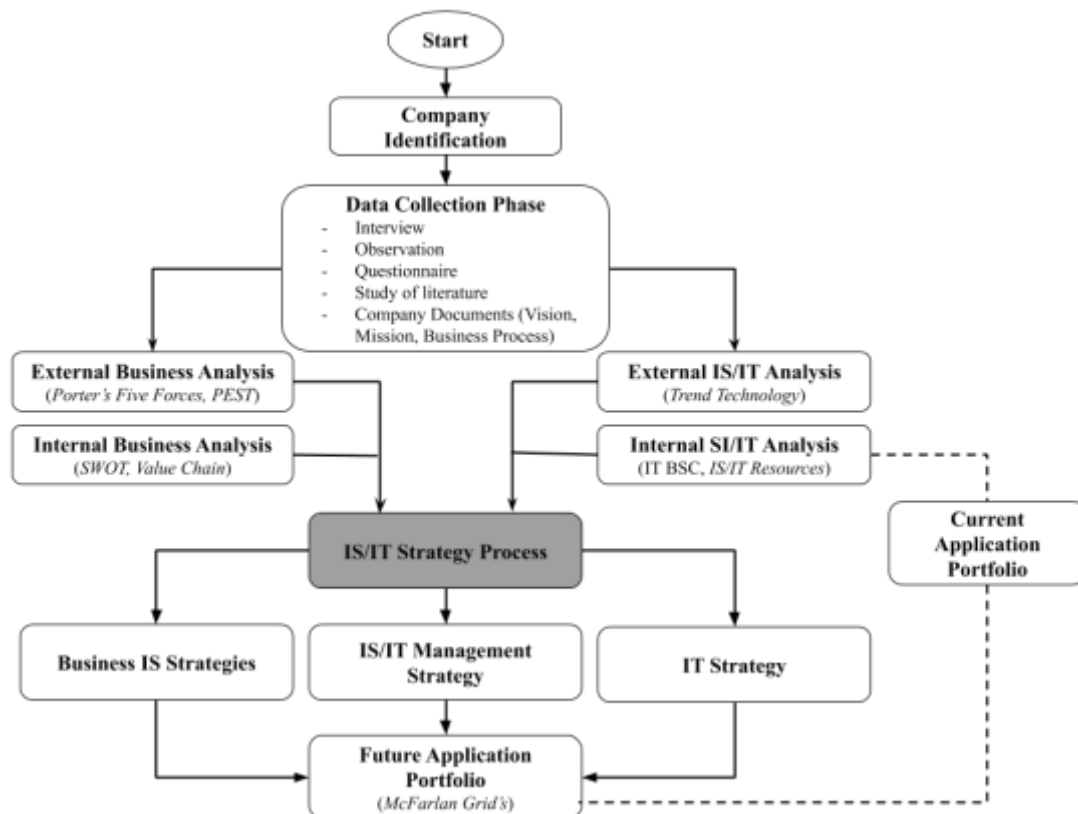 Start
Company
Identification
Data Collection Phase
- Interview
- Observation
- Questionnaire
- Study of literature
- Company Documents (Vision,
Mission, Business Process)
External Business Analysis
(Porter's Five Forces, PEST)
External IS/IT Analysis
(Trend Technology)
Internal Business Analysis
(SWOT, Value Chain)
Internal SI/IT Analysis
(IT BSC, IS/IT Resources)
Current
Application
Portfolio
IS/IT Strategy Process
Business IS Strategies
IS/IT Management
Strategy
IT Strategy
Future Application
Portfolio
(McFarlan Grid's)